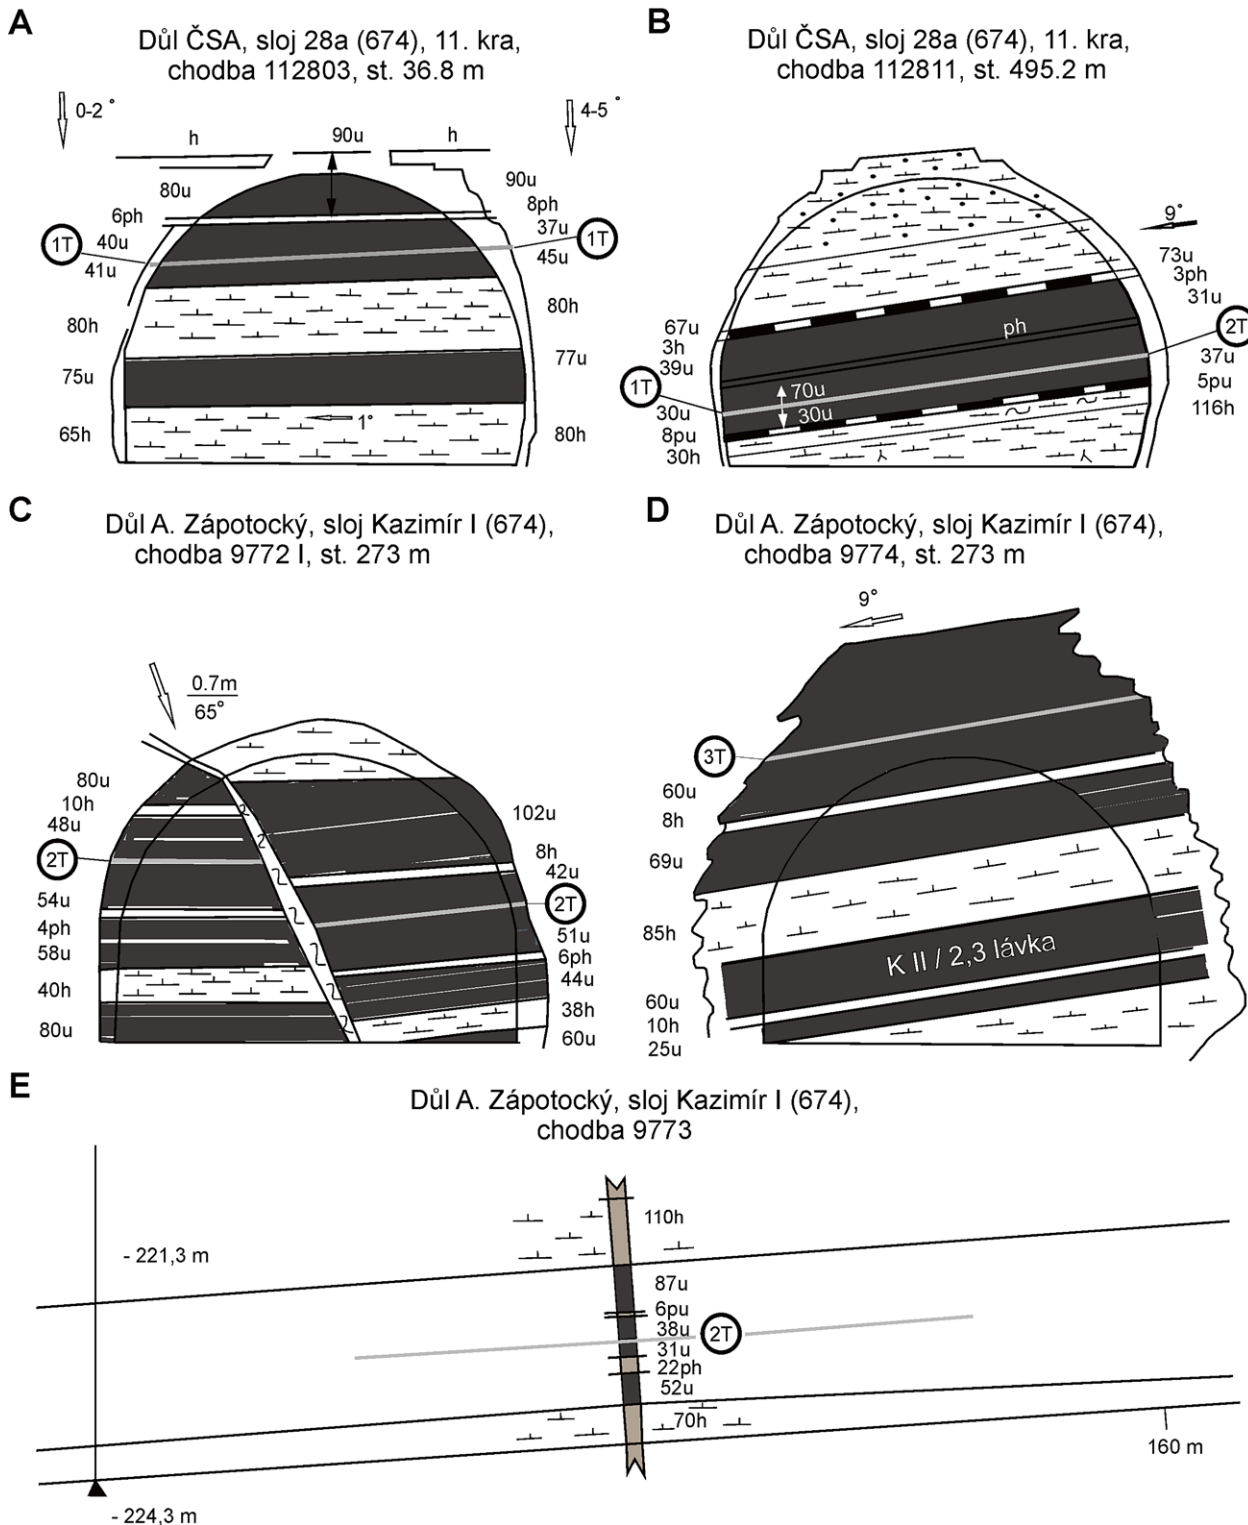 A
Důl ČSA, sloj 28a (674), 11. kra,
chodba 112803, st. 36.8 m
0-2°
4-5°
h
90u
h
80u
90u
6ph
8ph
1T
40u
37u
1T
41u
45u
80h
80h
75u
77u
1°
65h
80h
B
Důl ČSA, sloj 28a (674), 11. kra,
chodba 112811, st. 495.2 m
9°
73u
3ph
31u
67u
ph
2T
3h
39u
37u
1T
70u
5pu
30u
30u
116h
8pu
30h
C
Důl A. Zápotocký, sloj Kazimír I (674),
chodba 9772 I, st. 273 m
0.7m
65°
80u
10h
102u
48u
8h
2T
42u
54u
2T
4ph
51u
58u
6ph
44u
40h
38h
80u
60u
D
Důl A. Zápotocký, sloj Kazimír I (674),
chodba 9774, st. 273 m
9°
3T
60u
8h
69u
85h
K II / 2,3 lávka
60u
10h
25u
E
Důl A. Zápotocký, sloj Kazimír I (674),
chodba 9773
110h
- 221,3 m
87u
6pu
38u
2T
31u
22ph
52u
70h
160 m
- 224,3 m